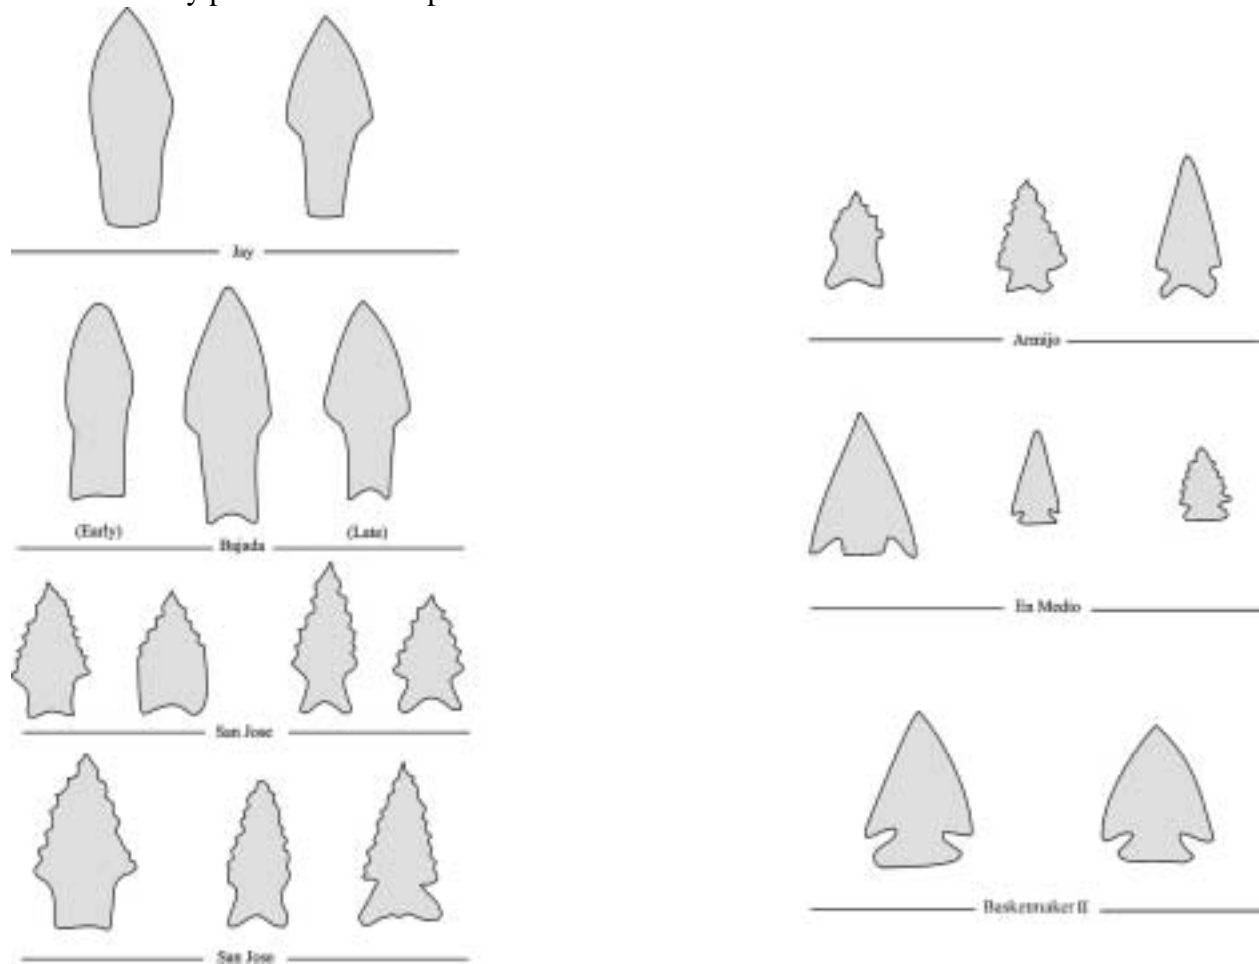 Jay
(Early)
(Late)
Bajada
San Jose
San Jose
Armijo
En Medio
Basketmaker II